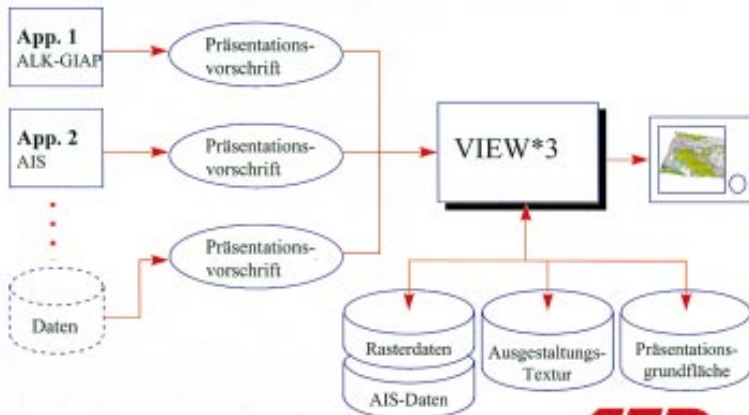 App. 1
ALK-GIAP
Präsentations-
vorschrift
App. 2
AIS
Präsentations-
vorschrift
VIEW*3
Präsentations-
vorschrift
Daten
Rasterdaten
AIS-Daten
Ausgestaltungs-
Textur
Präsentations-
grundfläche